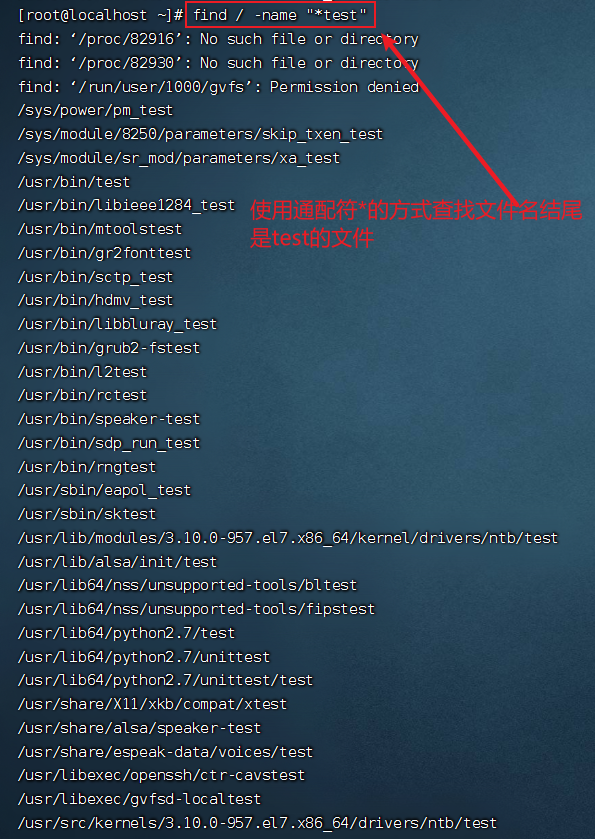 [root@localhost ~]# find / -name "*test"
find: ‘/proc/82916’: No such file or directory
find: ‘/proc/82930’: No such file or directory
find: ‘/run/user/1000/gvfs’: Permission denied
/sys/power/pm_test
/sys/module/8250/parameters/skip_txen_test
/sys/module/sr_mod/parameters/xa_test
/usr/bin/test
/usr/bin/libieee1284_test
使用通配符*的方式查找文件名结尾
是test的文件
/usr/bin/mtoolstest
/usr/bin/gr2fonttest
/usr/bin/sctp_test
/usr/bin/hdmv_test
/usr/bin/libbluray_test
/usr/bin/grub2-fstest
/usr/bin/l2test
/usr/bin/rctest
/usr/bin/speaker-test
/usr/bin/sdp_run_test
/usr/bin/rngtest
/usr/sbin/eapol_test
/usr/sbin/sktest
/usr/lib/modules/3.10.0-957.el7.x86_64/kernel/drivers/ntb/test
/usr/lib/alsa/init/test
/usr/lib64/nss/unsupported-tools/bltest
/usr/lib64/nss/unsupported-tools/fipstest
/usr/lib64/python2.7/test
/usr/lib64/python2.7/unittest
/usr/lib64/python2.7/unittest/test
/usr/share/X11/xkb/compat/xtest
/usr/share/alsa/speaker-test
/usr/share/espeak-data/voices/test
/usr/libexec/openssh/ctr-cavstest
/usr/libexec/gvfsd-localtest
/usr/src/kernels/3.10.0-957.el7.x86_64/drivers/ntb/test